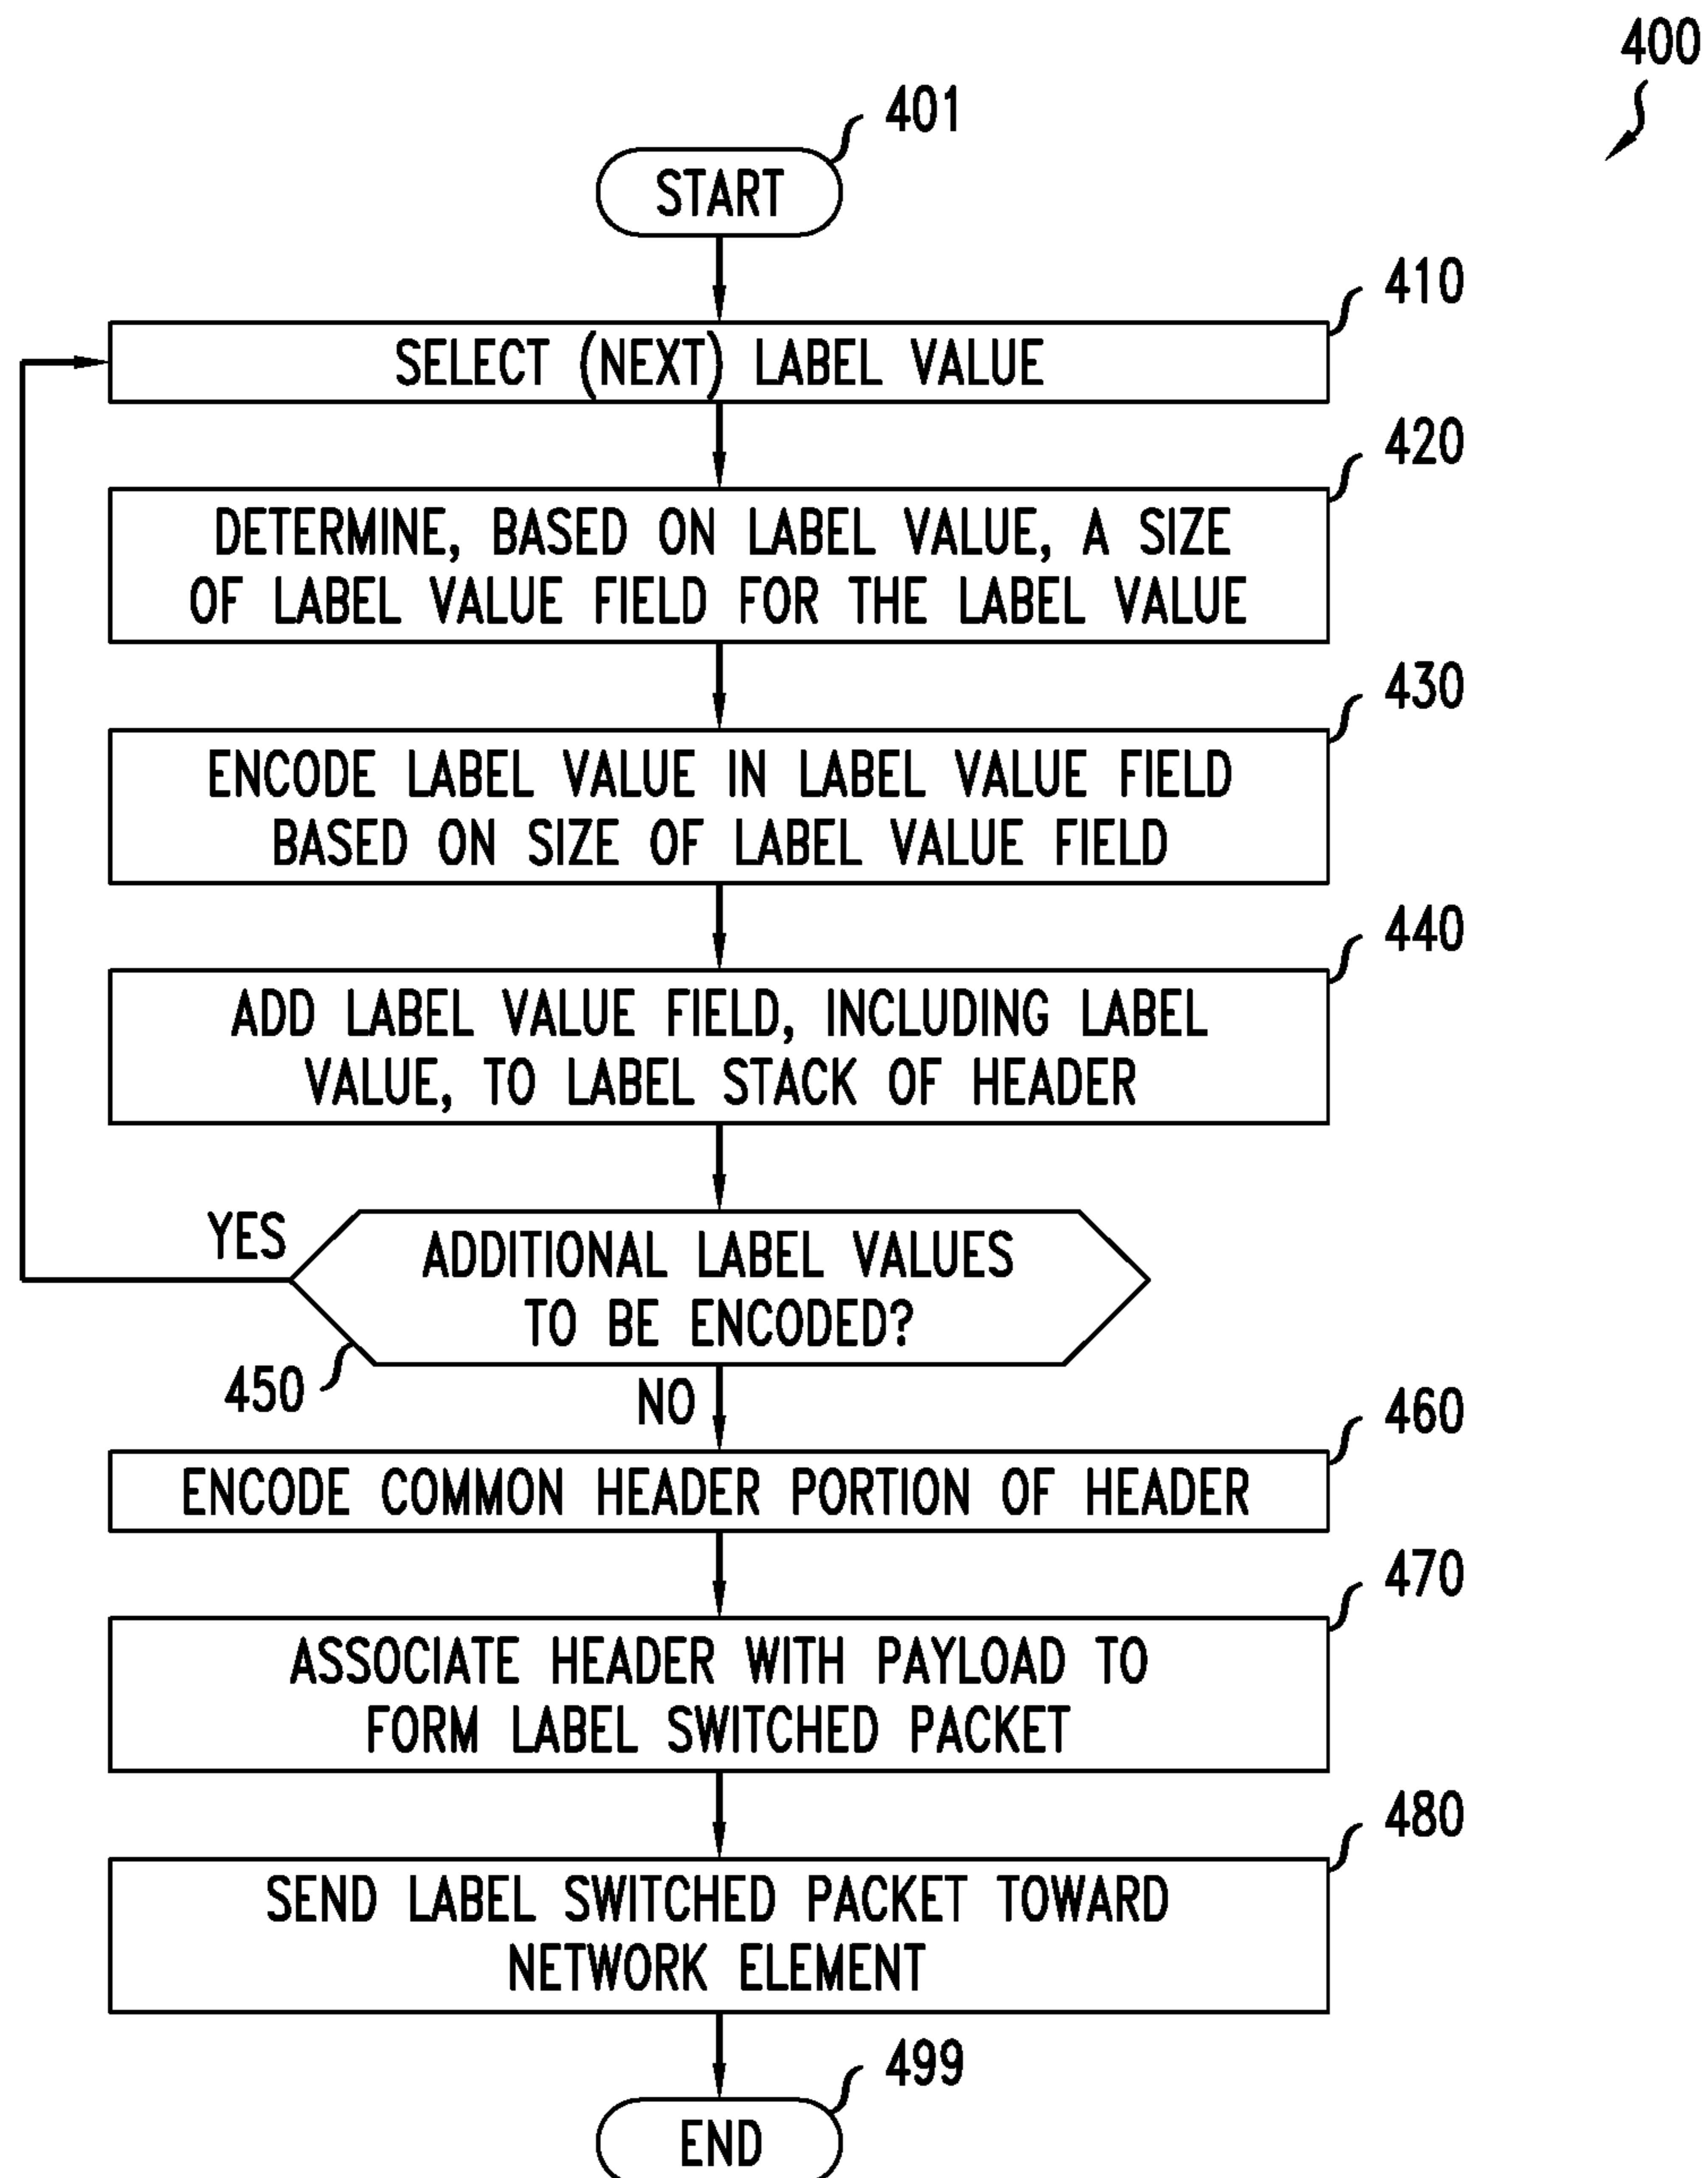 400
401
START
410
SELECT (NEXT) LABEL VALUE
420
DETERMINE, BASED ON LABEL VALUE, A SIZE
OF LABEL VALUE FIELD FOR THE LABEL VALUE
430
ENCODE LABEL VALUE IN LABEL VALUE FIELD
BASED ON SIZE OF LABEL VALUE FIELD
440
ADD LABEL VALUE FIELD, INCLUDING LABEL
VALUE, TO LABEL STACK OF HEADER
YES
ADDITIONAL LABEL VALUES
TO BE ENCODED?
450
NO
460
ENCODE COMMON HEADER PORTION OF HEADER
470
ASSOCIATE HEADER WITH PAYLOAD TO
FORM LABEL SWITCHED PACKET
480
SEND LABEL SWITCHED PACKET TOWARD
NETWORK ELEMENT
499
END